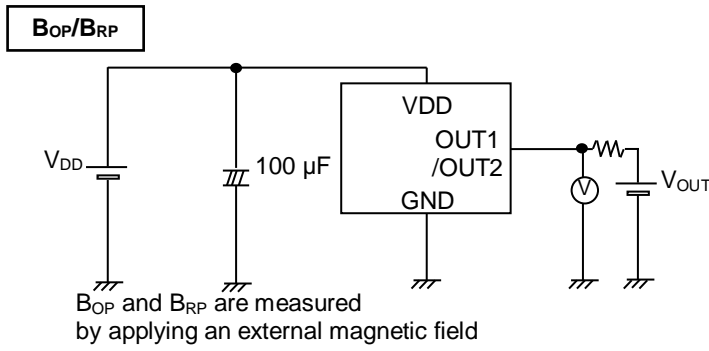 BOP/BRP
VDD
OUT1
/OUT2
GND
VDD
100 µF
V
VOUT
BOP and BRP are measured
by applying an external magnetic field